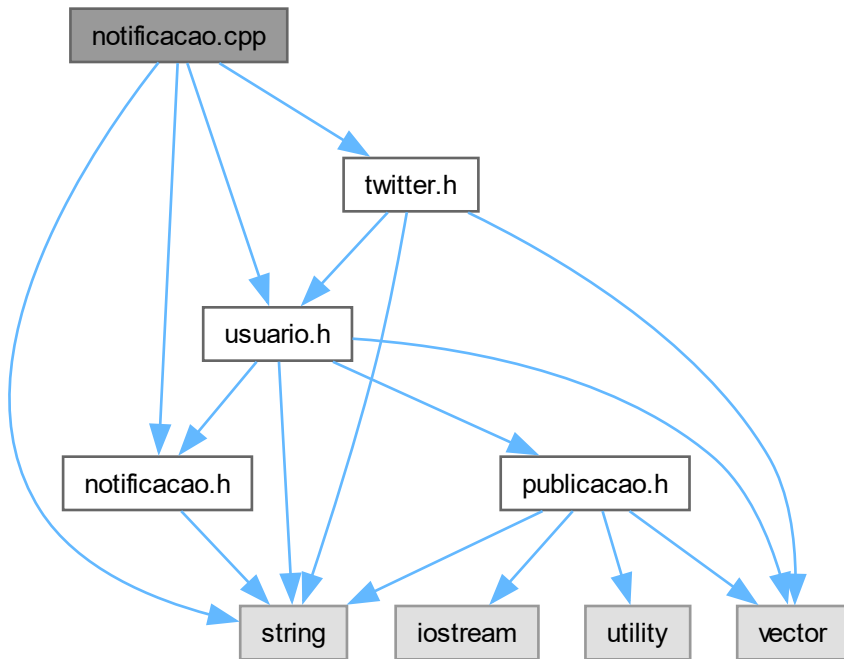 notificacao.cpp
twitter.h
usuario.h
notificacao.h
publicacao.h
string
iostream
utility
vector